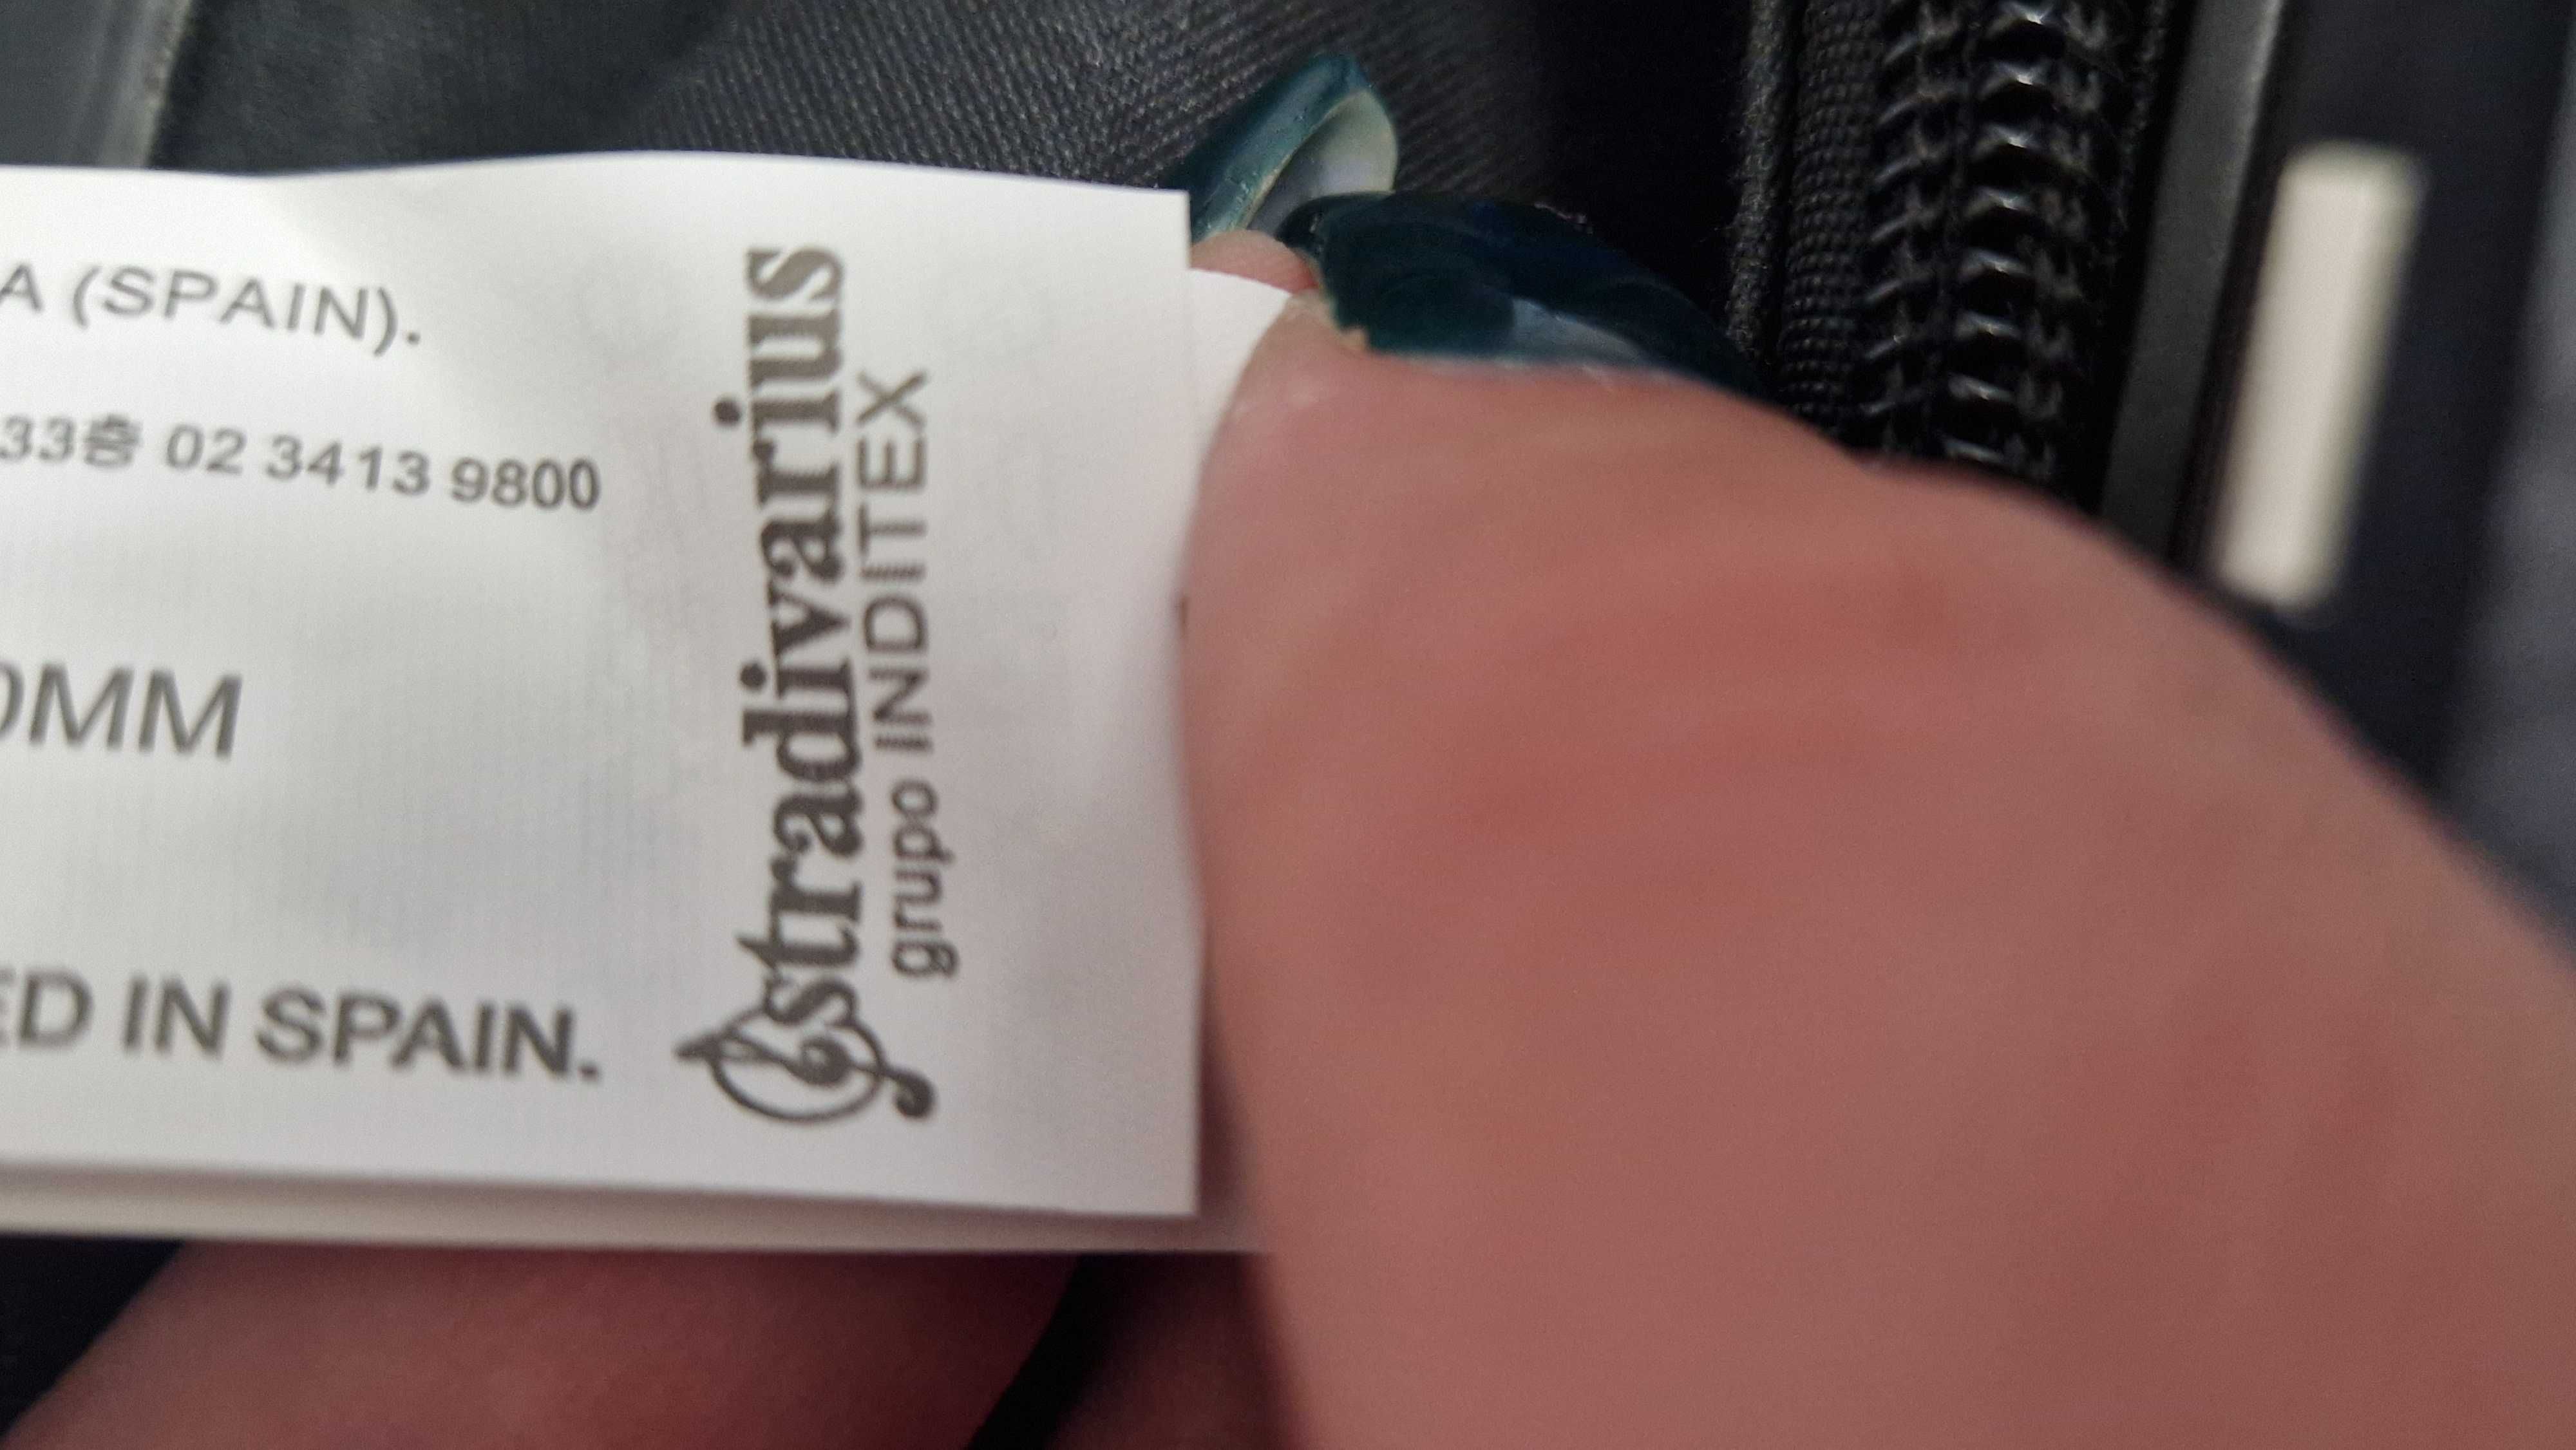 A (SPAIN).
33층 02 3413 9800
0MM
ED IN SPAIN.
stradivarius
grupo INDITEX